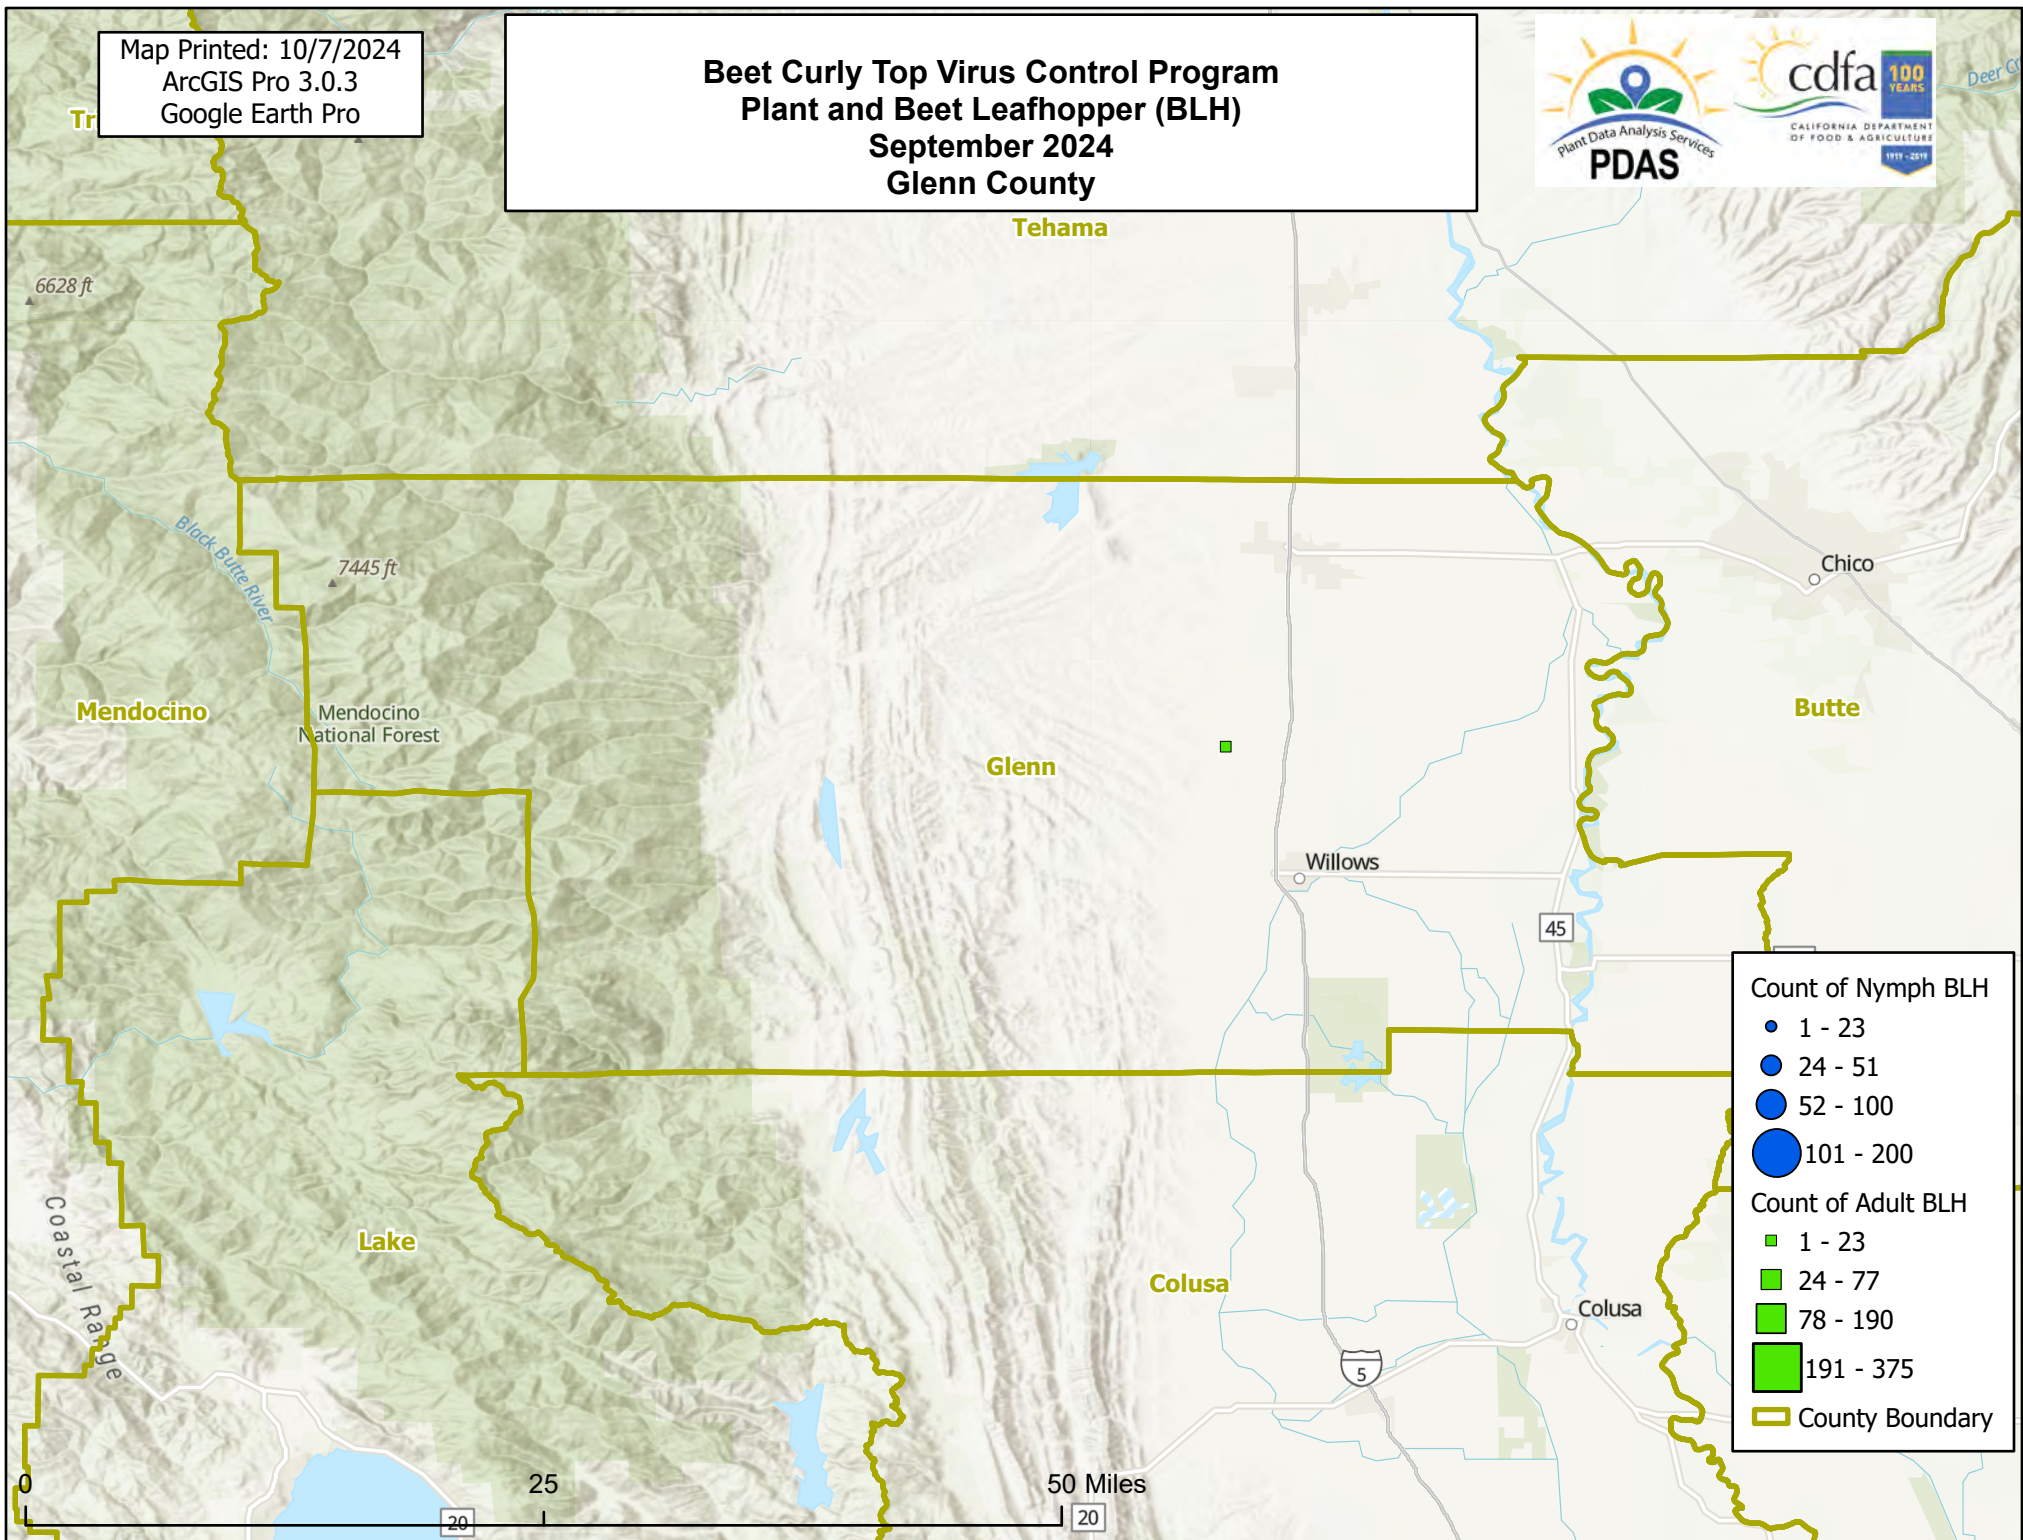 Map Printed: 10/7/2024
ArcGIS Pro 3.0.3
Google Earth Pro
Beet Curly Top Virus Control Program
Plant and Beet Leafhopper (BLH)
September 2024
Glenn County
Plant Data Analysis Services
PDAS
cdfa
100
YEARS
CALIFORNIA DEPARTMENT
OF FOOD & AGRICULTURE
1919 - 2019
Deer
Tr
Tehama
6628 ft
Black Butte River
7445 ft
Chico
Mendocino
Mendocino
National Forest
Butte
Glenn
Willows
45
Coastal Range
Lake
Colusa
Colusa
5
20
20
0
25
50 Miles
Count of Nymph BLH
1 - 23
24 - 51
52 - 100
101 - 200
Count of Adult BLH
1 - 23
24 - 77
78 - 190
191 - 375
County Boundary